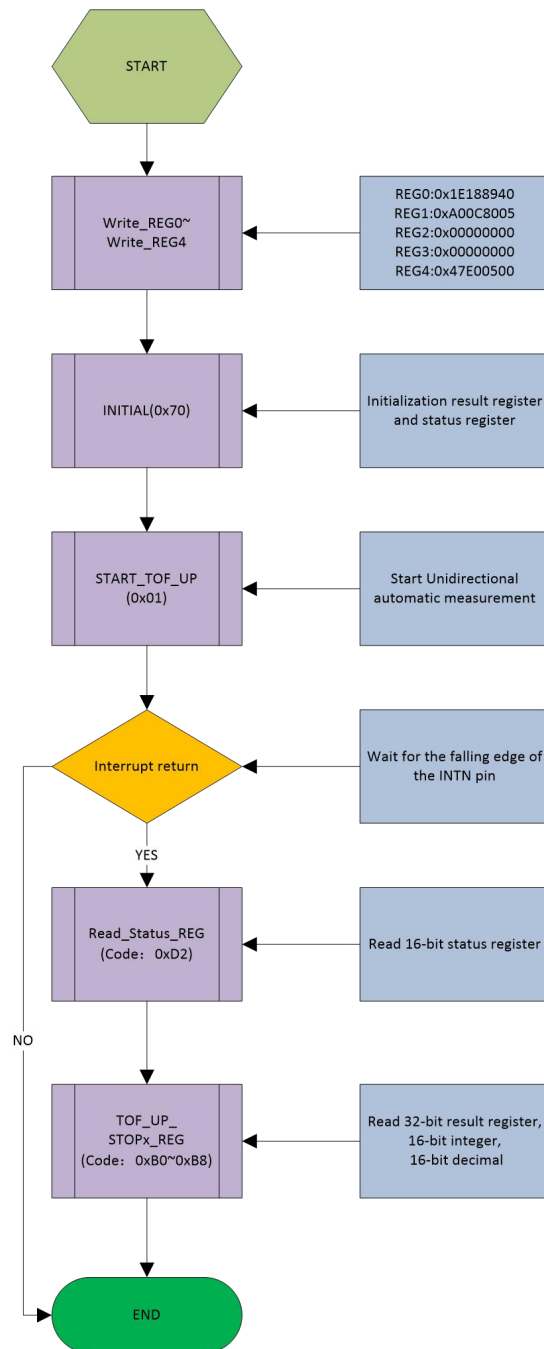 START
Write_REG0~
Write_REG4
REG0:0x1E188940
REG1:0xA00C8005
REG2:0x00000000
REG3:0x00000000
REG4:0x47E00500
INITIAL(0x70)
Initialization result register
and status register
START_TOF_UP
(0x01)
Start Unidirectional
automatic measurement
Interrupt return
Wait for the falling edge of
the INTN pin
YES
Read_Status_REG
(Code：0xD2)
Read 16-bit status register
NO
TOF_UP_
STOPx_REG
(Code：0xB0~0xB8)
Read 32-bit result register,
16-bit integer,
16-bit decimal
END